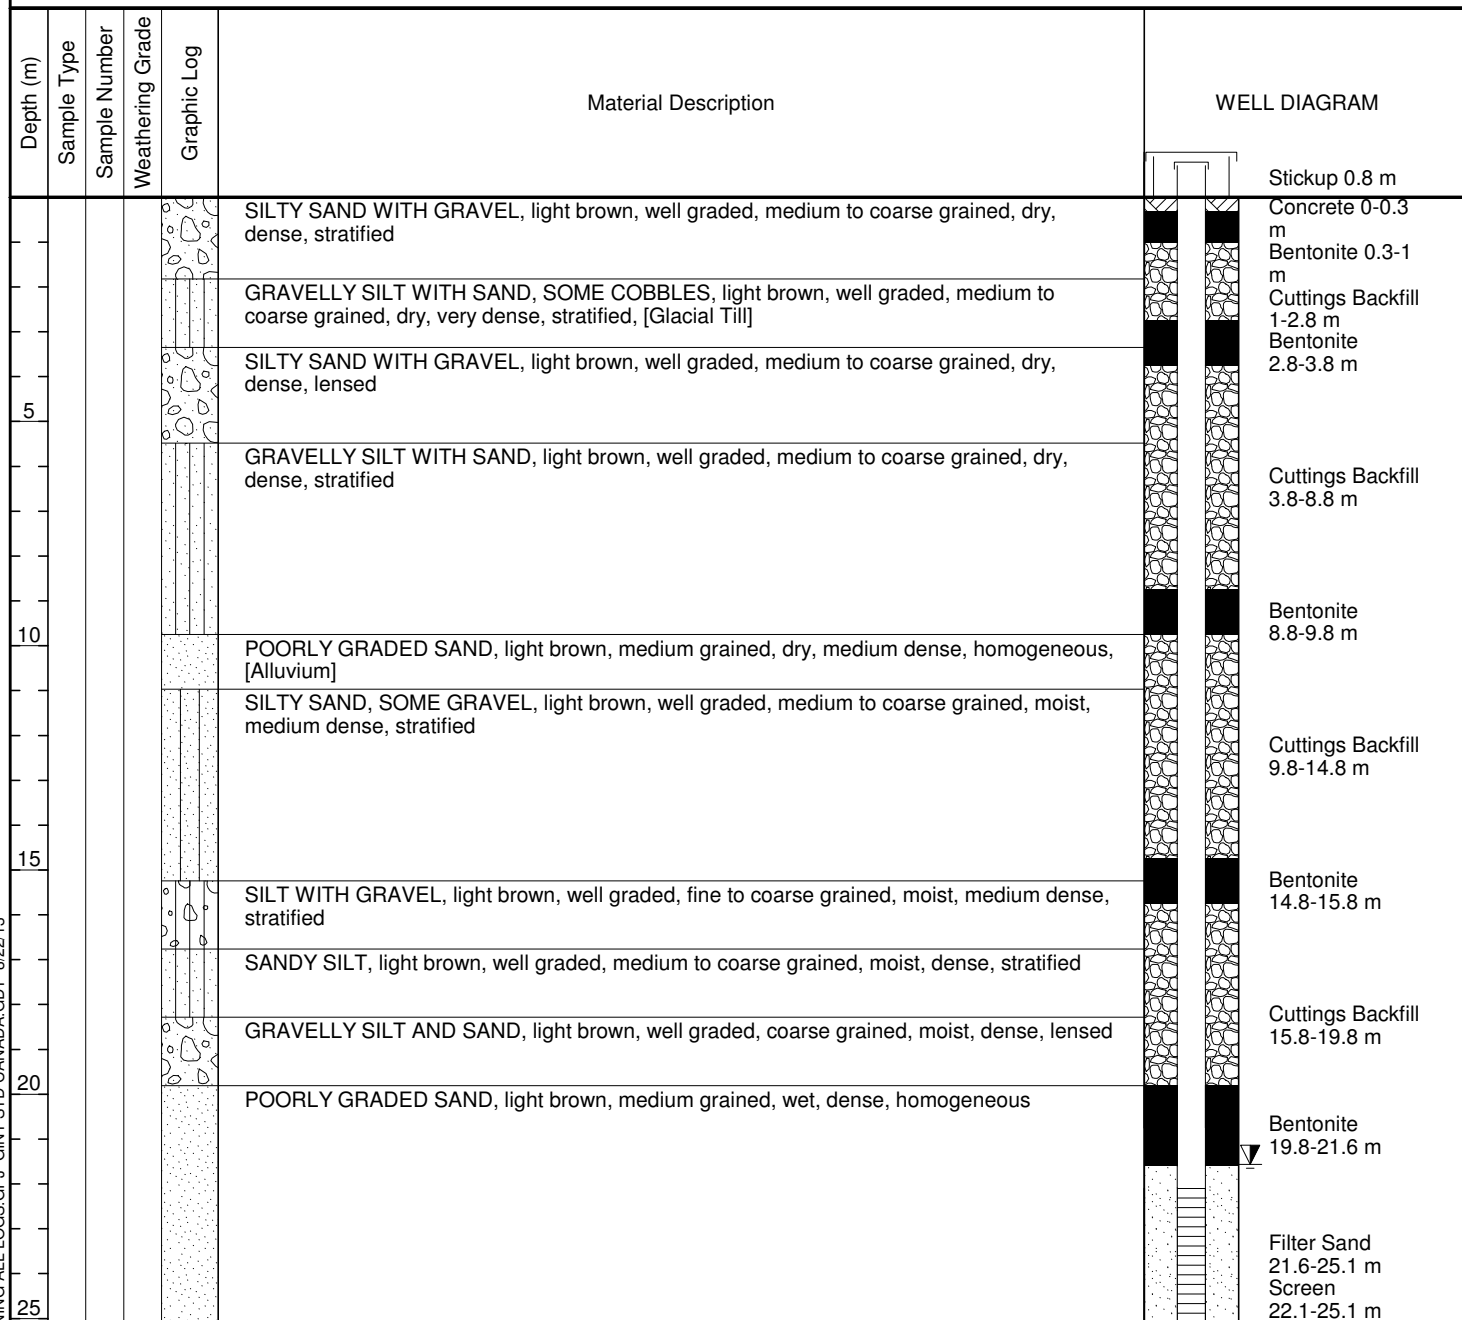 Depth (m)
Sample Type
Sample Number
Weathering Grade
Graphic Log
Material Description
WELL DIAGRAM
Stickup 0.8 m
SILTY SAND WITH GRAVEL, light brown, well graded, medium to coarse grained, dry,
dense, stratified
Concrete 0-0.3
m
Bentonite 0.3-1
m
GRAVELLY SILT WITH SAND, SOME COBBLES, light brown, well graded, medium to
coarse grained, dry, very dense, stratified, [Glacial Till]
Cuttings Backfill
1-2.8 m
Bentonite
2.8-3.8 m
SILTY SAND WITH GRAVEL, light brown, well graded, medium to coarse grained, dry,
dense, lensed
5
GRAVELLY SILT WITH SAND, light brown, well graded, medium to coarse grained, dry,
dense, stratified
Cuttings Backfill
3.8-8.8 m
Bentonite
8.8-9.8 m
10
POORLY GRADED SAND, light brown, medium grained, dry, medium dense, homogeneous,
[Alluvium]
SILTY SAND, SOME GRAVEL, light brown, well graded, medium to coarse grained, moist,
medium dense, stratified
Cuttings Backfill
9.8-14.8 m
15
SILT WITH GRAVEL, light brown, well graded, fine to coarse grained, moist, medium dense,
stratified
Bentonite
14.8-15.8 m
SANDY SILT, light brown, well graded, medium to coarse grained, moist, dense, stratified
GRAVELLY SILT AND SAND, light brown, well graded, coarse grained, moist, dense, lensed
Cuttings Backfill
15.8-19.8 m
20
POORLY GRADED SAND, light brown, medium grained, wet, dense, homogeneous
Bentonite
19.8-21.6 m
Filter Sand
21.6-25.1 m
Screen
22.1-25.1 m
25